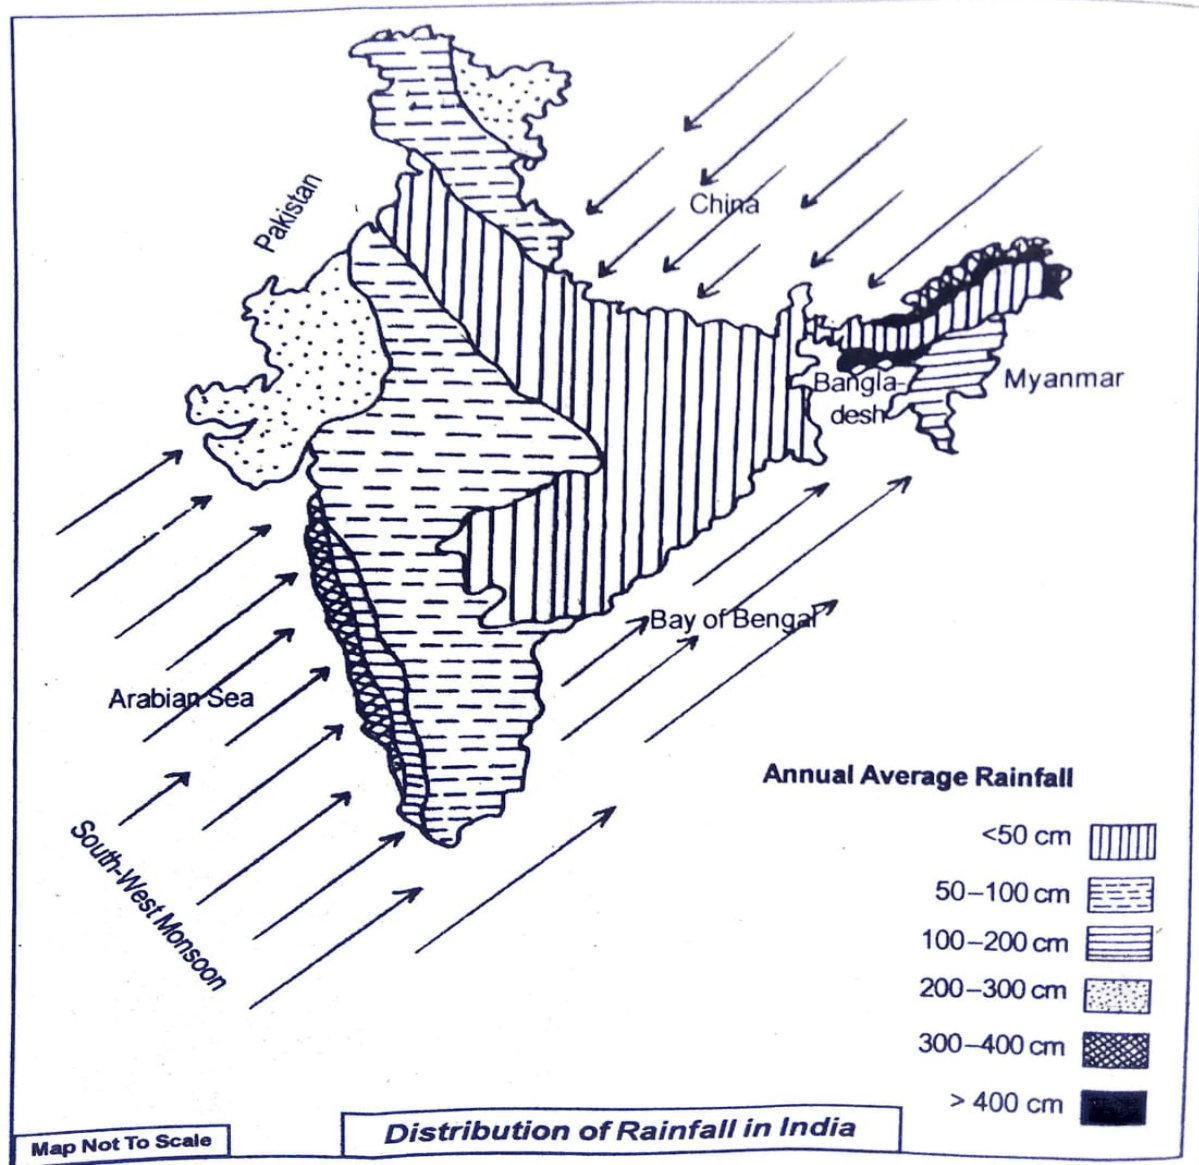 Pakistan
China
Bangla-
desh
Myanmar
Bay of Bengal
Arabian Sea
South-West Monsoon
Annual Average Rainfall
<50 cm
50–100 cm
100–200 cm
200–300 cm
300–400 cm
> 400 cm
Map Not To Scale
Distribution of Rainfall in India